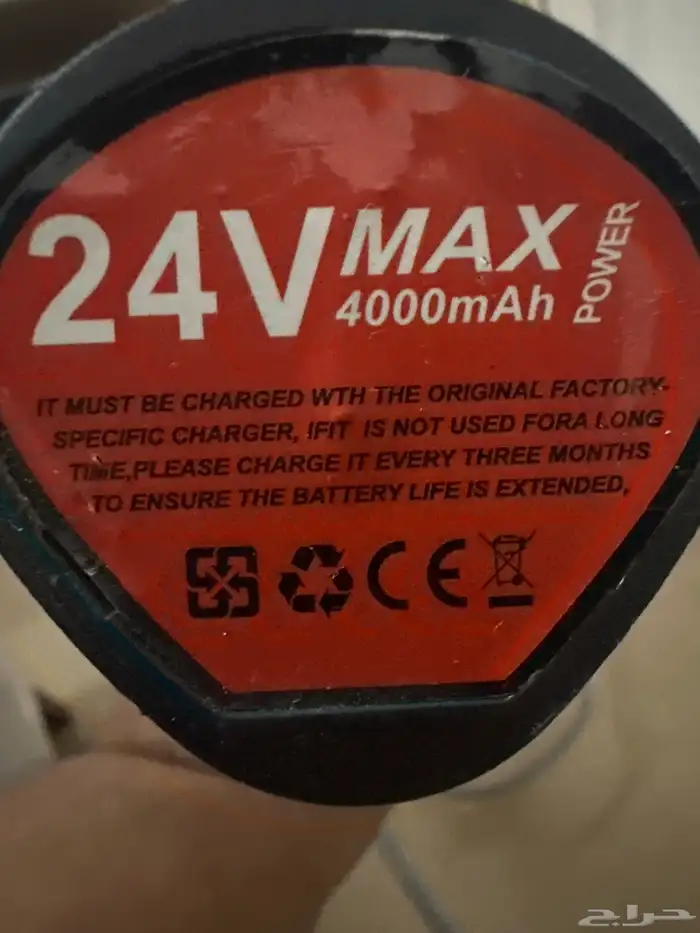 24V MAX
4000mAh
POWER
IT MUST BE CHARGED WTH THE ORIGINAL FACTORY-
SPECIFIC CHARGER, IFIT IS NOT USED FORA LONG
TIME,PLEASE CHARGE IT EVERY THREE MONTHS
TO ENSURE THE BATTERY LIFE IS EXTENDED,
CE
حراج